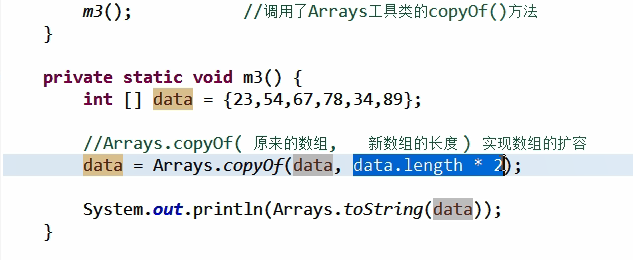 m3();          //调用了Arrays工具类的copyOf()方法
}
private static void m3() {
int [] data = {23,54,67,78,34,89};
//Arrays.copyOf( 原来的数组,   新数组的长度 ) 实现数组的扩容
data = Arrays.copyOf(data, data.length * 2);
System.out.println(Arrays.toString(data));
}